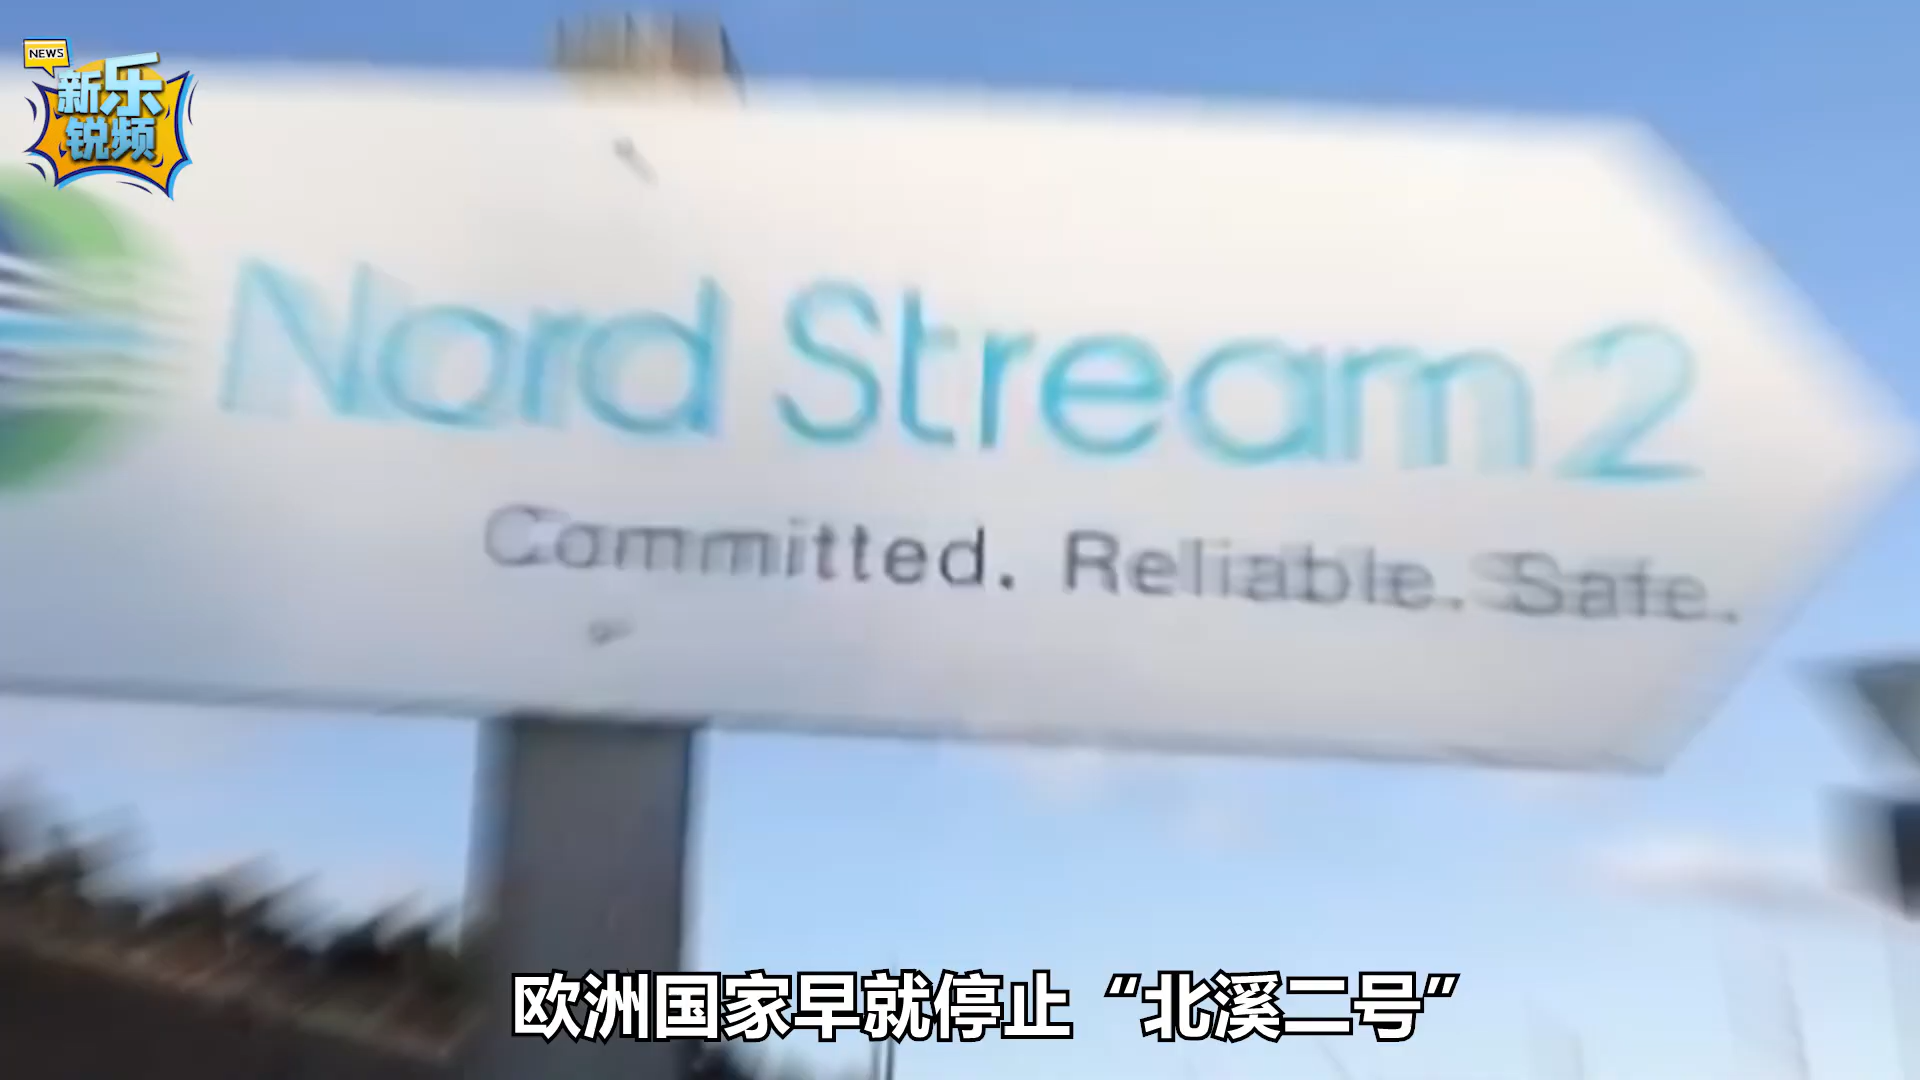 NEWS
新乐
锐频
Nord Stream 2
Committed. Reliable. Safe.
欧洲国家早就停止“北溪二号”